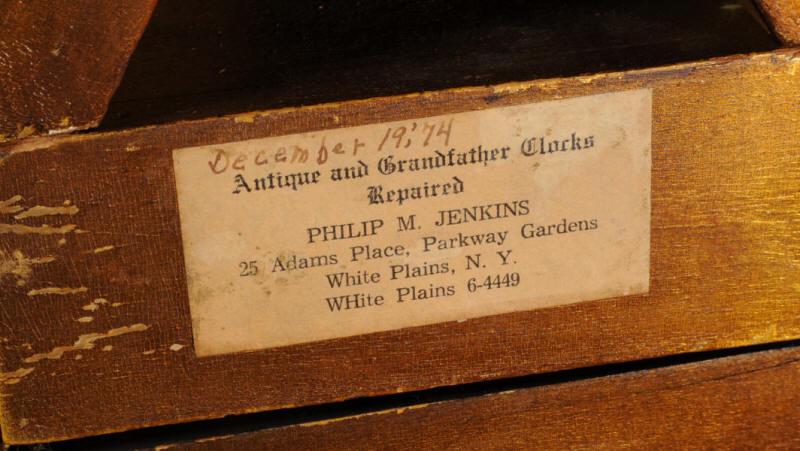 December 19,'74
Antique and Grandfather Clocks
Repaired
PHILIP M. JENKINS
25 Adams Place, Parkway Gardens
White Plains, N. Y.
WHite Plains 6-4449